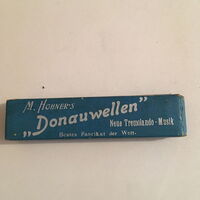 M. Hohner's
„Donauwellen”
Neue Tremolando-Musik
Bestes Fabrikat der Welt.